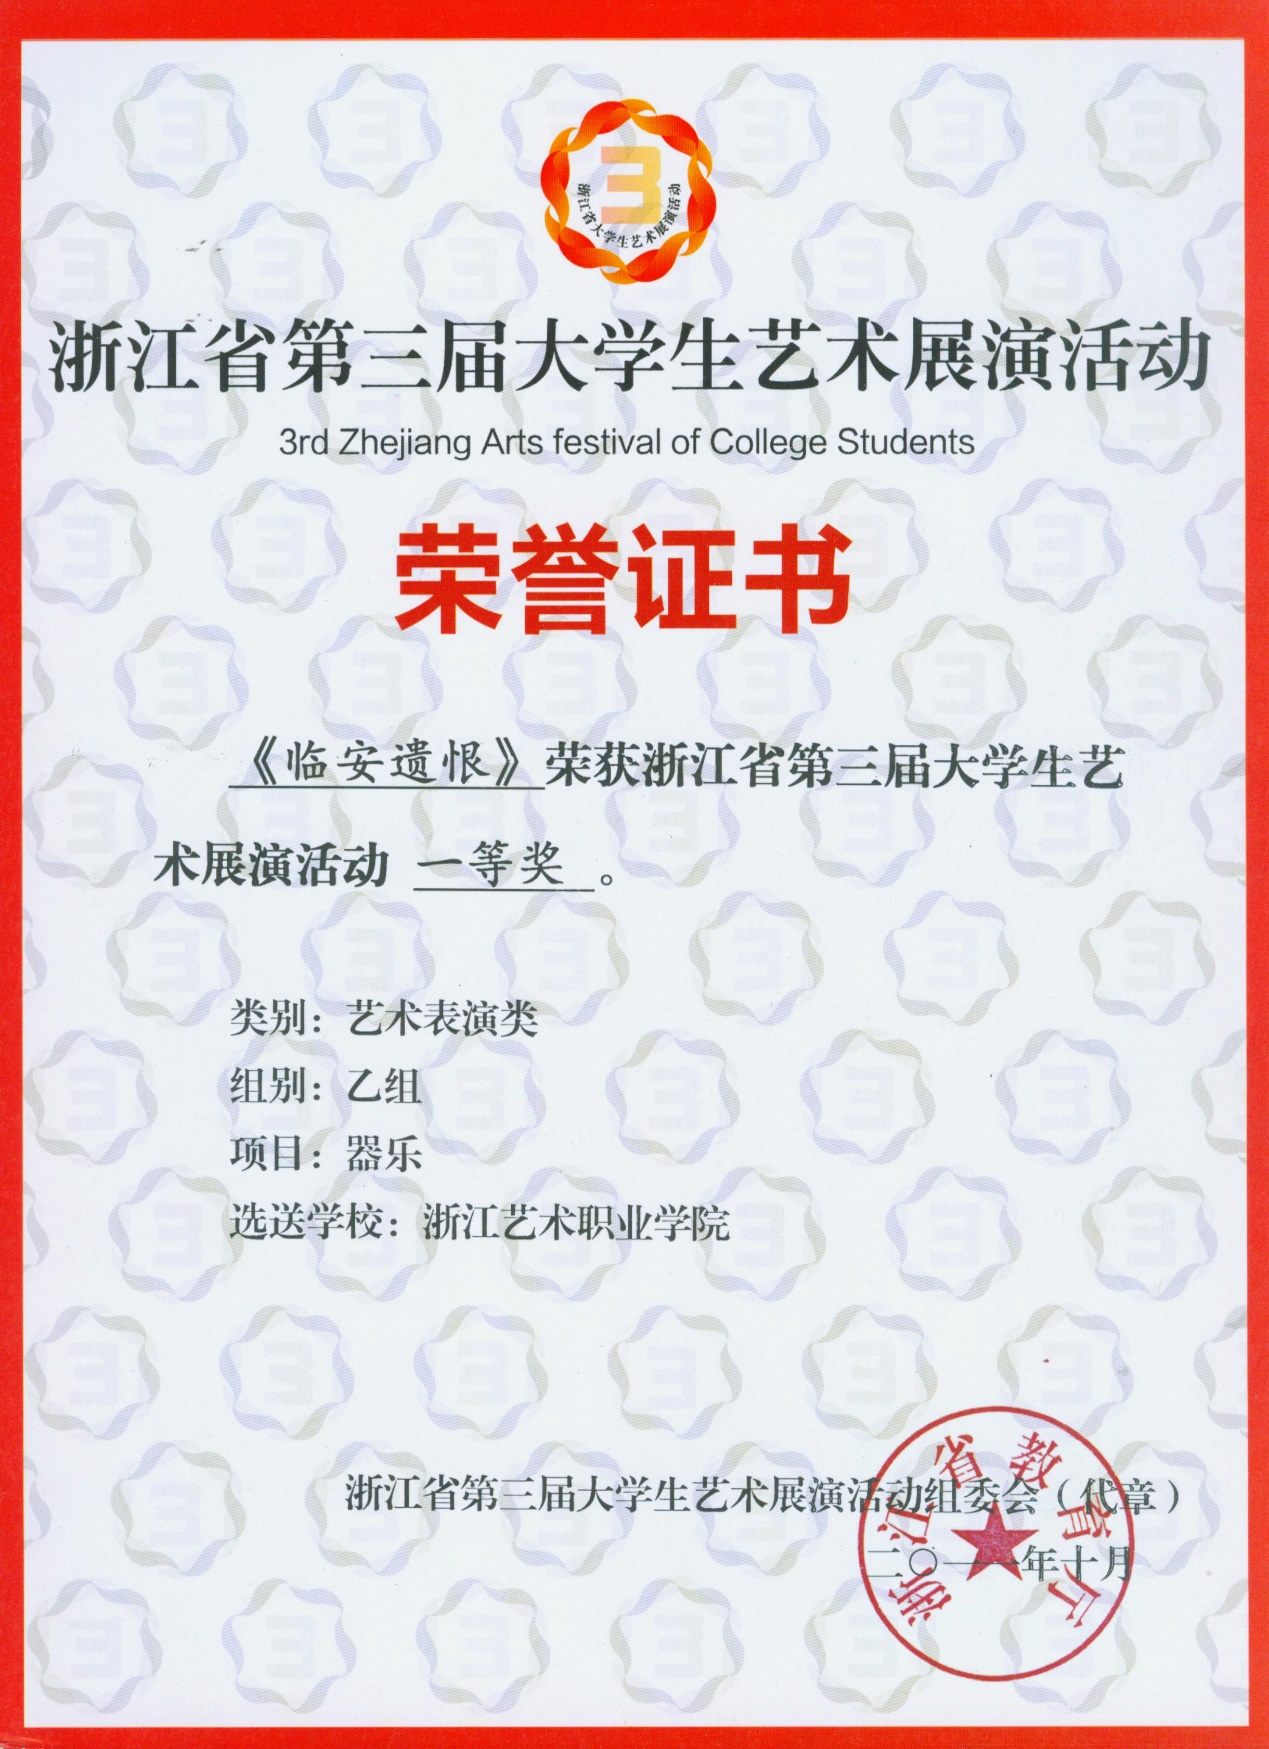 3
浙江省大学生艺术展演活动
浙江省第三届大学生艺术展演活动
3rd Zhejiang Arts festival of College Students
荣誉证书
《临安遗恨》荣获浙江省第三届大学生艺
术展演活动 一等奖 。
类别：艺术表演类
组别：乙组
项目：器乐
选送学校：浙江艺术职业学院
浙江省第三届大学生艺术展演活动组委会（代章）
二〇一一年十月
浙江省教育厅